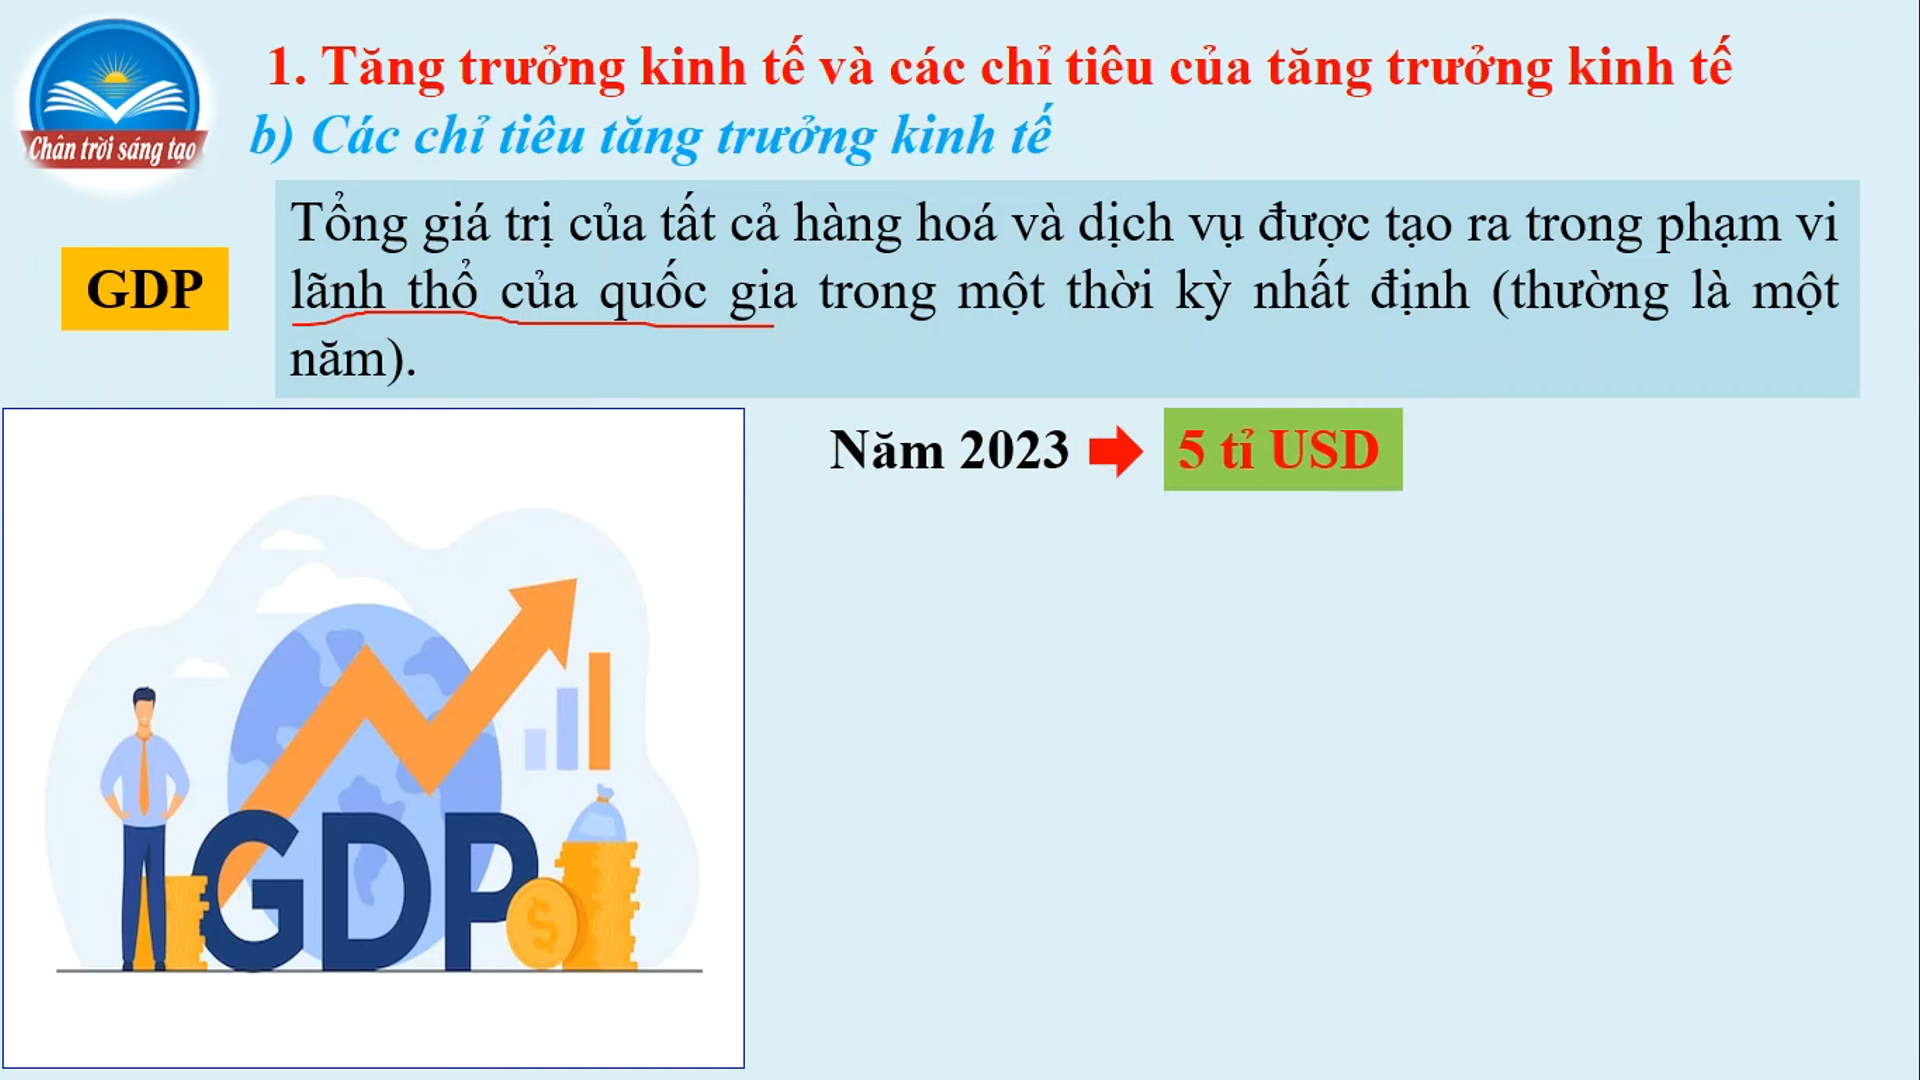 Chân trời sáng tạo
1. Tăng trưởng kinh tế và các chỉ tiêu của tăng trưởng kinh tế
b) Các chỉ tiêu tăng trưởng kinh tế
GDP
Tổng giá trị của tất cả hàng hoá và dịch vụ được tạo ra trong phạm vi
lãnh thổ của quốc gia trong một thời kỳ nhất định (thường là một
năm).
Năm 2023
5 tỉ USD
GDP
$